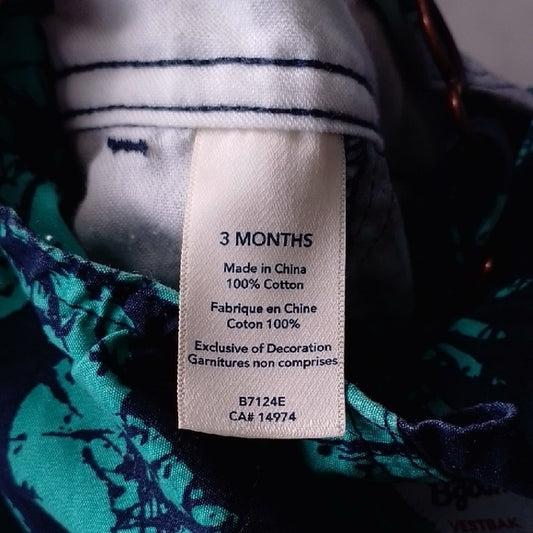 3 MONTHS
Made in China
100% Cotton
Fabrique en Chine
Coton 100%
Exclusive of Decoration
Garnitures non comprises
B7124E
CA# 14974
VESTBAK